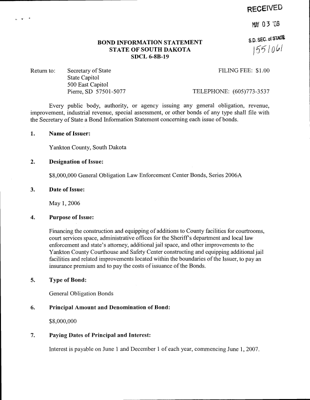 RECEIVED
MAY 03 '06
S.D. SEC. of STATE
1551061
BOND INFORMATION STATEMENT
STATE OF SOUTH DAKOTA
SDCL 6-8B-19
Return to: Secretary of State FILING FEE: $1.00
State Capitol
500 East Capitol
Pierre, SD 57501-5077 TELEPHONE: (605)773-3537
Every public body, authority, or agency issuing any general obligation, revenue,
improvement, industrial revenue, special assessment, or other bonds of any type shall file with
the Secretary of State a Bond Information Statement concerning each issue of bonds.
1. Name of Issuer:
Yankton County, South Dakota
2. Designation of Issue:
$8,000,000 General Obligation Law Enforcement Center Bonds, Series 2006A
3. Date of Issue:
May 1, 2006
4. Purpose of Issue:
Financing the construction and equipping of additions to County facilities for courtrooms,
court services space, administrative offices for the Sheriff's department and local law
enforcement and state's attorney, additional jail space, and other improvements to the
Yankton County Courthouse and Safety Center constructing and equipping additional jail
facilities and related improvements located within the boundaries of the Issuer, to pay an
insurance premium and to pay the costs of issuance of the Bonds.
5. Type of Bond:
General Obligation Bonds
6. Principal Amount and Denomination of Bond:
$8,000,000
7. Paying Dates of Principal and Interest:
Interest is payable on June 1 and December 1 of each year, commencing June 1, 2007.